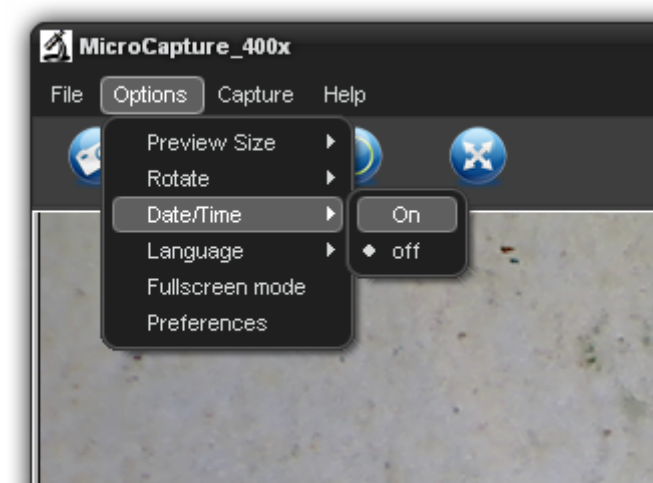 MicroCapture_400x
File Options Capture Help
Preview Size
Rotate
Date/Time
On
Language
off
Fullscreen mode
Preferences